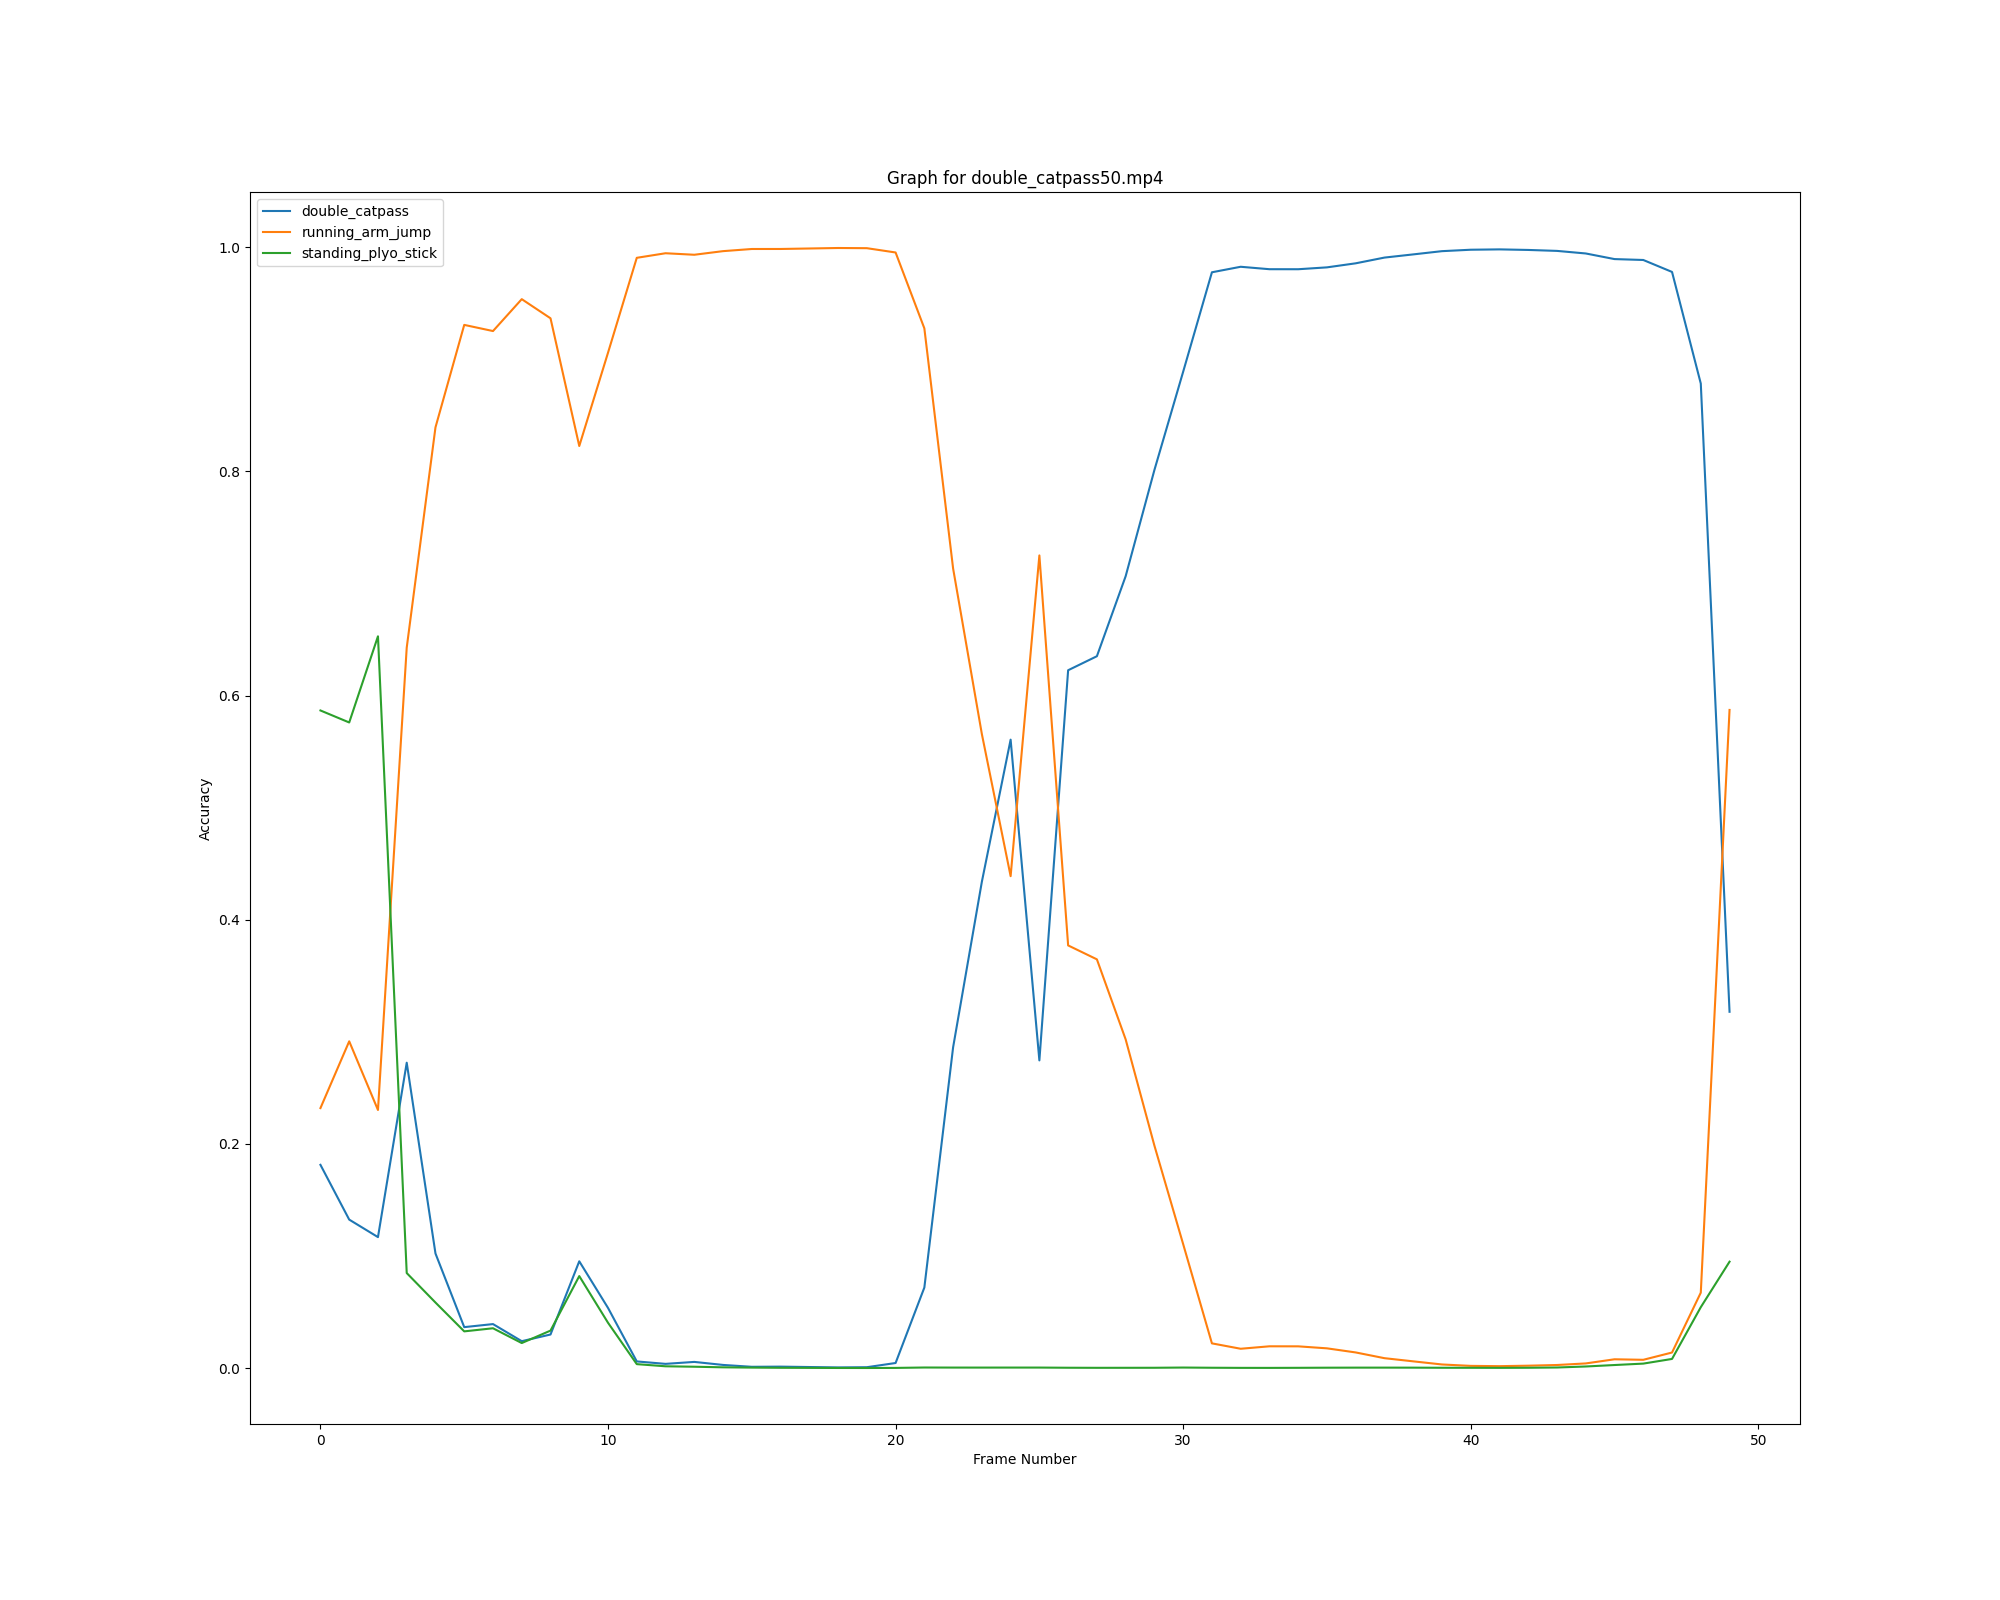 Graph for double_catpass50.mp4
double_catpass
running_arm_jump
standing_plyo_stick
1.0
0.8
0.6
0.4
0.2
0.0
Accuracy
0 10 20 30 40 50
Frame Number